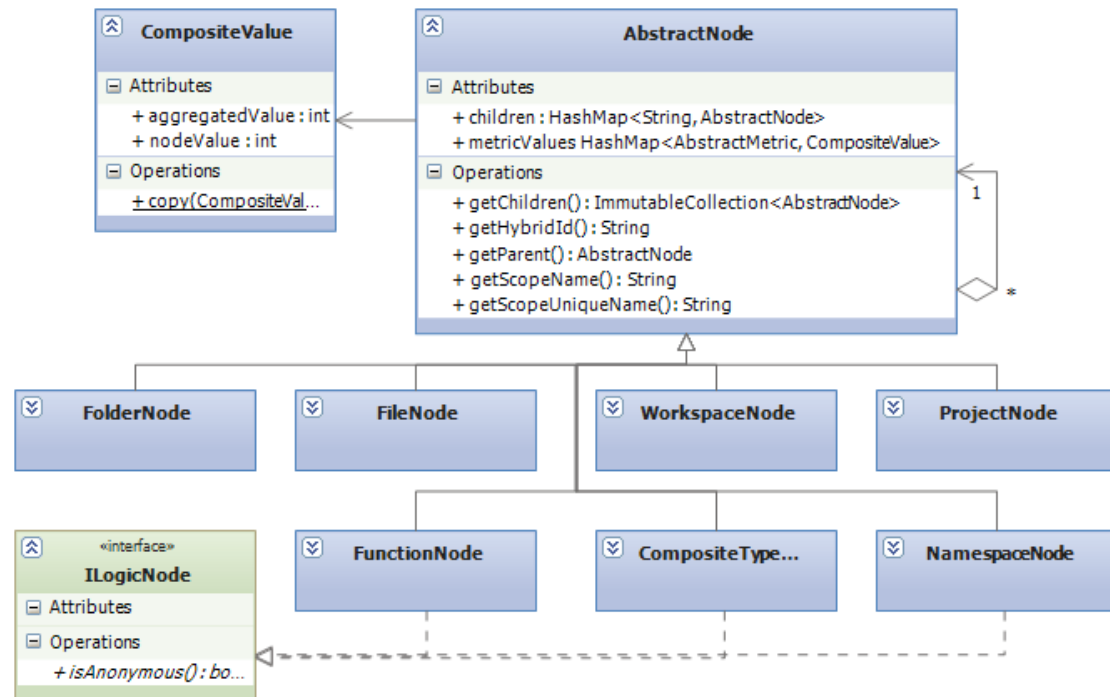 CompositeValue
Attributes
+ aggregatedValue : int
+ nodeValue : int
Operations
+ copy(CompositeVal...
AbstractNode
Attributes
+ children : HashMap<String, AbstractNode>
+ metricValues HashMap<AbstractMetric, CompositeValue>
Operations
+ getChildren() : ImmutableCollection<AbstractNode>
+ getHybridId() : String
+ getParent() : AbstractNode
+ getScopeName() : String
+ getScopeUniqueName() : String
1
*
FolderNode
FileNode
WorkspaceNode
ProjectNode
«interface»
ILogicNode
Attributes
Operations
+ isAnonymous() : bo...
FunctionNode
CompositeType...
NamespaceNode